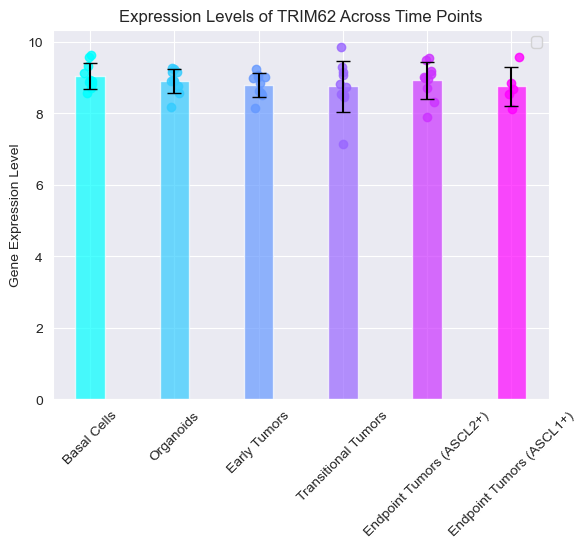 Expression Levels of TRIM62 Across Time Points
10
8
6
4
2
0
Gene Expression Level
Basal Cells
Organoids
Early Tumors
Transitional Tumors
Endpoint Tumors (ASCL2+)
Endpoint Tumors (ASCL1+)